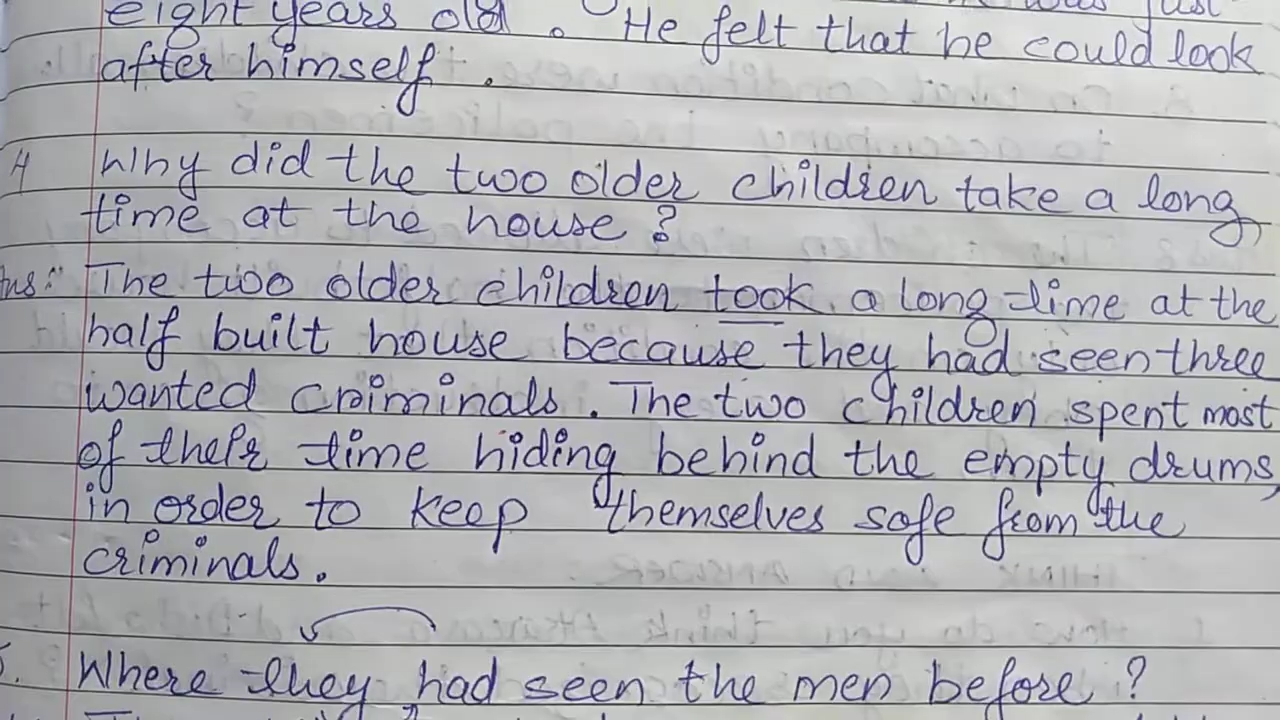 eight years old. He felt that he could look
after himself.
4 Why did the two older children take a long
time at the house?
Ans:- The two older children took a long time at the
half built house because they had seen three
wanted criminals. The two children spent most
of their time hiding behind the empty drums,
in order to keep themselves safe from the
criminals.
5. Where they had seen the men before?